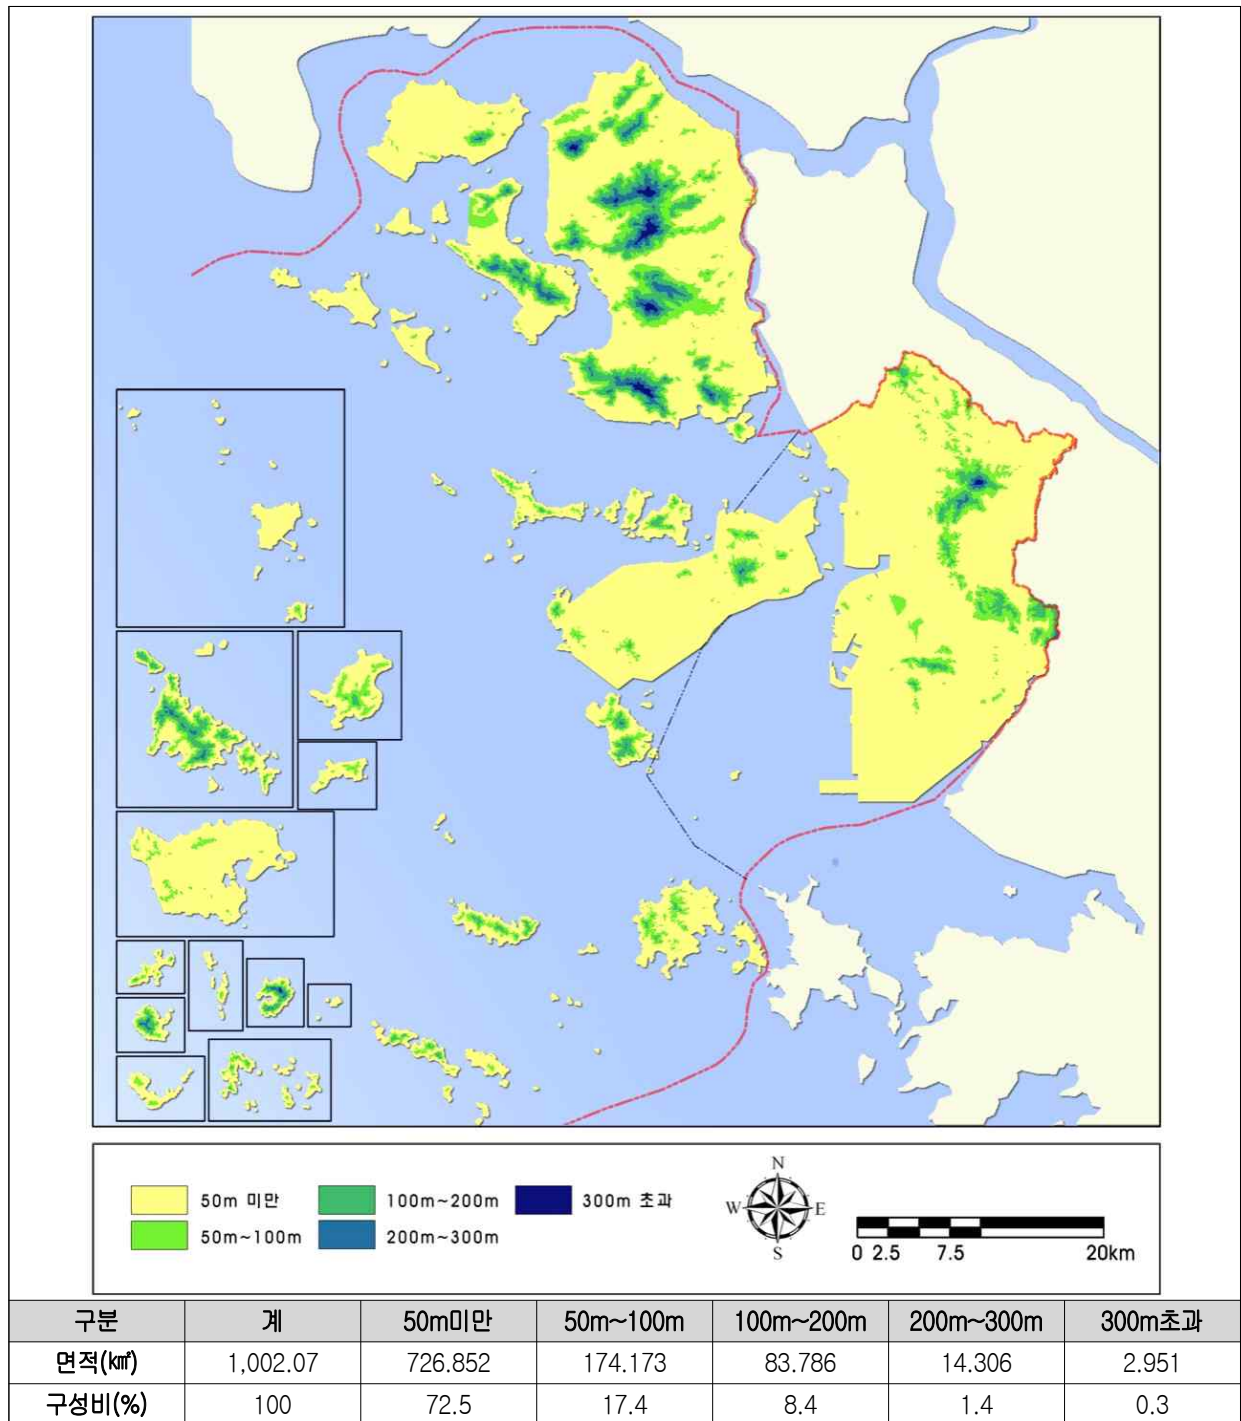 N
W E
S
50m 미만 100m~200m 300m 초과
50m~100m 200m~300m
0 2.5 7.5 20km
구분 계 50m미만 50m~100m 100m~200m 200m~300m 300m초과
면적(㎢) 1,002.07 726.852 174.173 83.786 14.306 2.951
구성비(%) 100 72.5 17.4 8.4 1.4 0.3